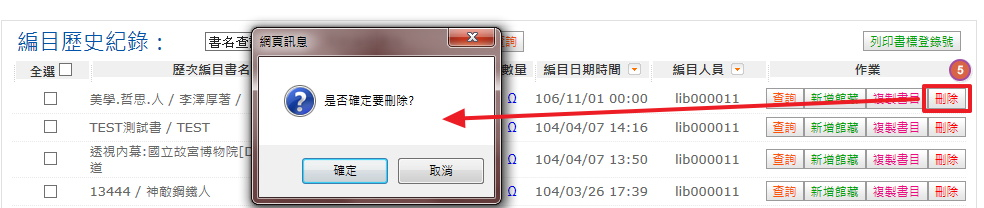 編目歷史紀錄：
書名查
詢
列印書標登錄號
全選 歷次編目書名 數量 編目日期時間 編目人員 作業
5
網頁訊息
是否確定要刪除?
確定 取消
美學.哲思.人 / 李澤厚著 / Ω 106/11/01 00:00 lib000011 查詢 新增館藏 複製書目 刪除
TEST測試書 / TEST Ω 104/04/07 14:16 lib000011 查詢 新增館藏 複製書目 刪除
透視內幕:國立故宮博物院[口
道 Ω 104/04/07 13:50 lib000011 查詢 新增館藏 複製書目 刪除
13444 / 神敵鋼鐵人 Ω 104/03/26 17:39 lib000011 查詢 新增館藏 複製書目 刪除